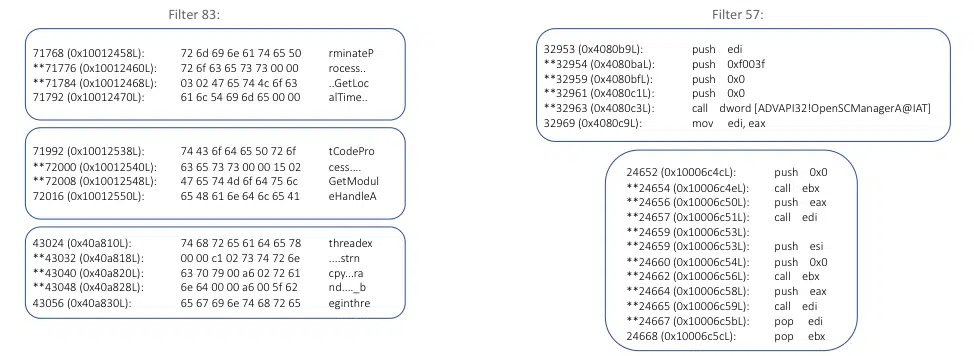 Filter 83:
71768 (0x10012458L): 72 6d 69 6e 61 74 65 50 rminateP
**71776 (0x10012460L): 72 6f 63 65 73 73 00 00 rocess..
**71784 (0x10012468L): 03 02 47 65 74 4c 6f 63 ..GetLoc
71792 (0x10012470L): 61 6c 54 69 6d 65 00 00 alTime..
71992 (0x10012538L): 74 43 6f 64 65 50 72 6f tCodePro
**72000 (0x10012540L): 63 65 73 73 00 00 15 02 cess....
**72008 (0x10012548L): 47 65 74 4d 6f 64 75 6c GetModul
72016 (0x10012550L): 65 48 61 6e 64 6c 65 41 eHandleA
43024 (0x40a810L): 74 68 72 65 61 64 65 78 threadex
**43032 (0x40a818L): 00 00 c1 02 73 74 72 6e ....strn
**43040 (0x40a820L): 63 70 79 00 a6 02 72 61 cpy...ra
**43048 (0x40a828L): 6e 64 00 00 a6 00 5f 62 nd...._b
43056 (0x40a830L): 65 67 69 6e 74 68 72 65 eginthre
Filter 57:
32953 (0x4080b9L): push edi
**32954 (0x4080baL): push 0xf003f
**32959 (0x4080bfL): push 0x0
**32961 (0x4080c1L): push 0x0
**32963 (0x4080c3L): call dword [ADVAPI32!OpenSCManagerA@IAT]
32969 (0x4080c9L): mov edi, eax
24652 (0x10006c4cL): push 0x0
**24654 (0x10006c4eL): call ebx
**24656 (0x10006c50L): push eax
**24657 (0x10006c51L): call edi
**24659 (0x10006c53L):
**24659 (0x10006c53L): push esi
**24660 (0x10006c54L): push 0x0
**24662 (0x10006c56L): call ebx
**24664 (0x10006c58L): push eax
**24665 (0x10006c59L): call edi
**24667 (0x10006c5bL): pop edi
24668 (0x10006c5cL): pop ebx